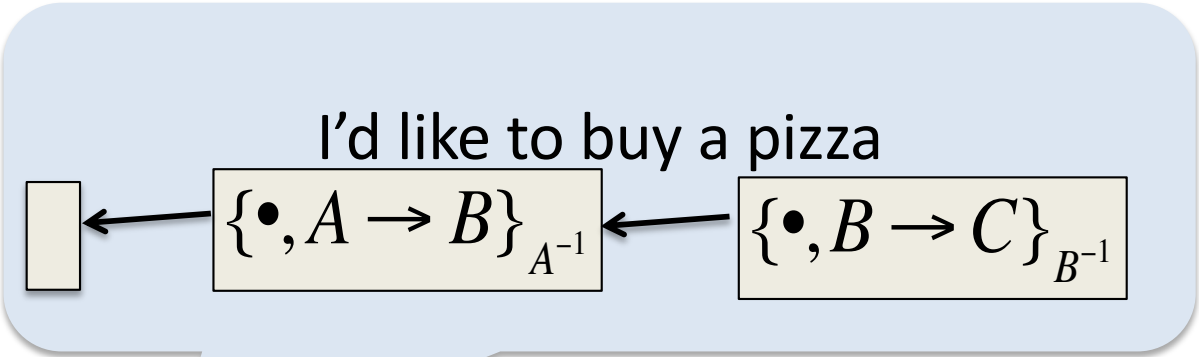 I’d like to buy a pizza
{•, A → B}_{A^{-1}}
{•, B → C}_{B^{-1}}